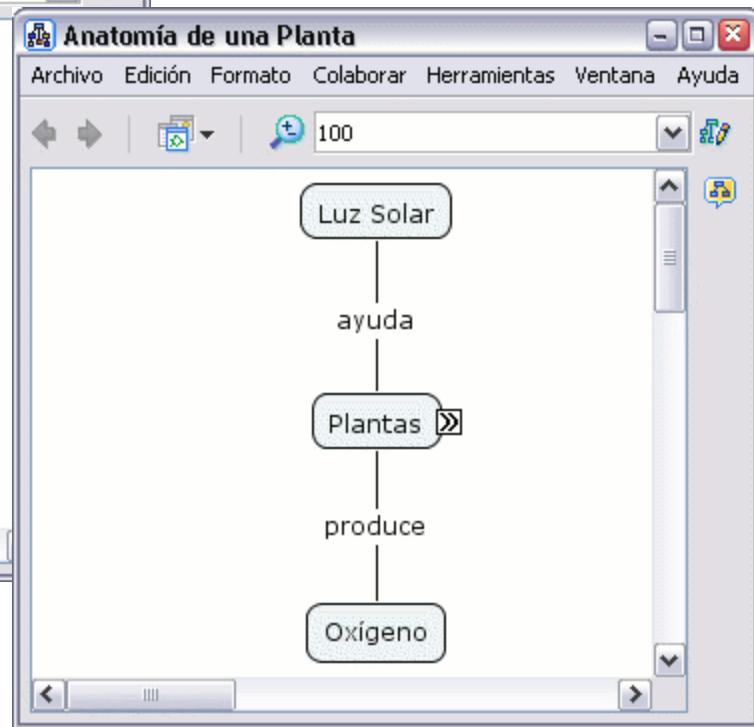 Anatomía de una Planta
Archivo Edición Formato Colaborar Herramientas Ventana Ayuda
100
Luz Solar
ayuda
Plantas
produce
Oxígeno